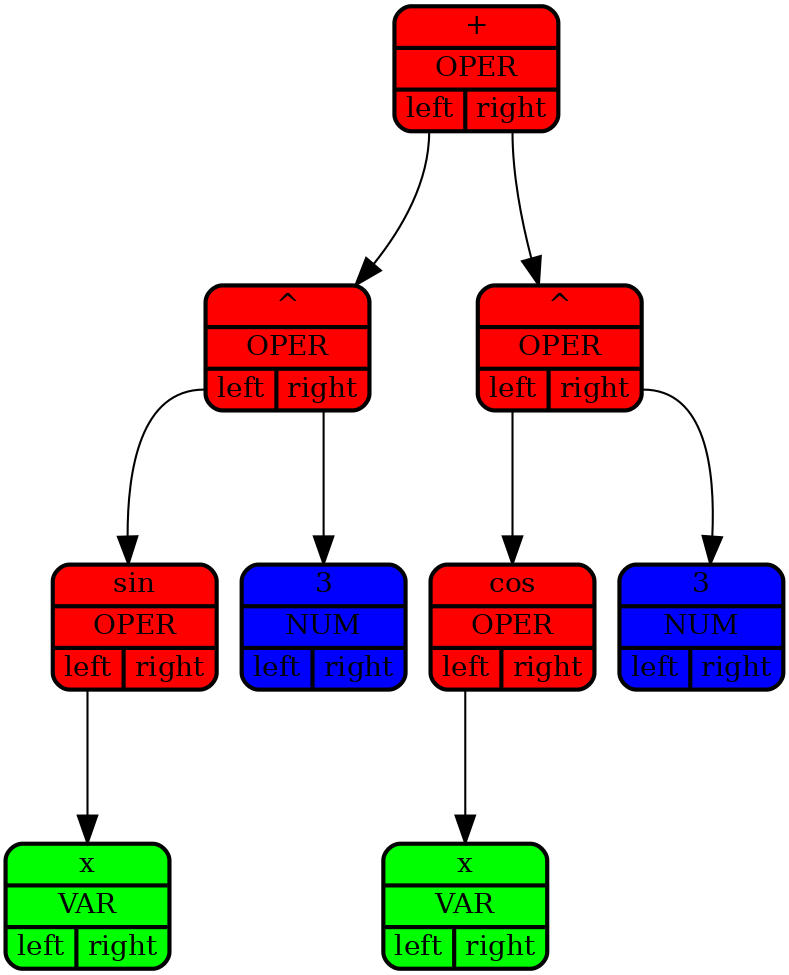 +
OPER
left right
^
OPER
left right
^
OPER
left right
sin
OPER
left right
3
NUM
left right
cos
OPER
left right
3
NUM
left right
x
VAR
left right
x
VAR
left right